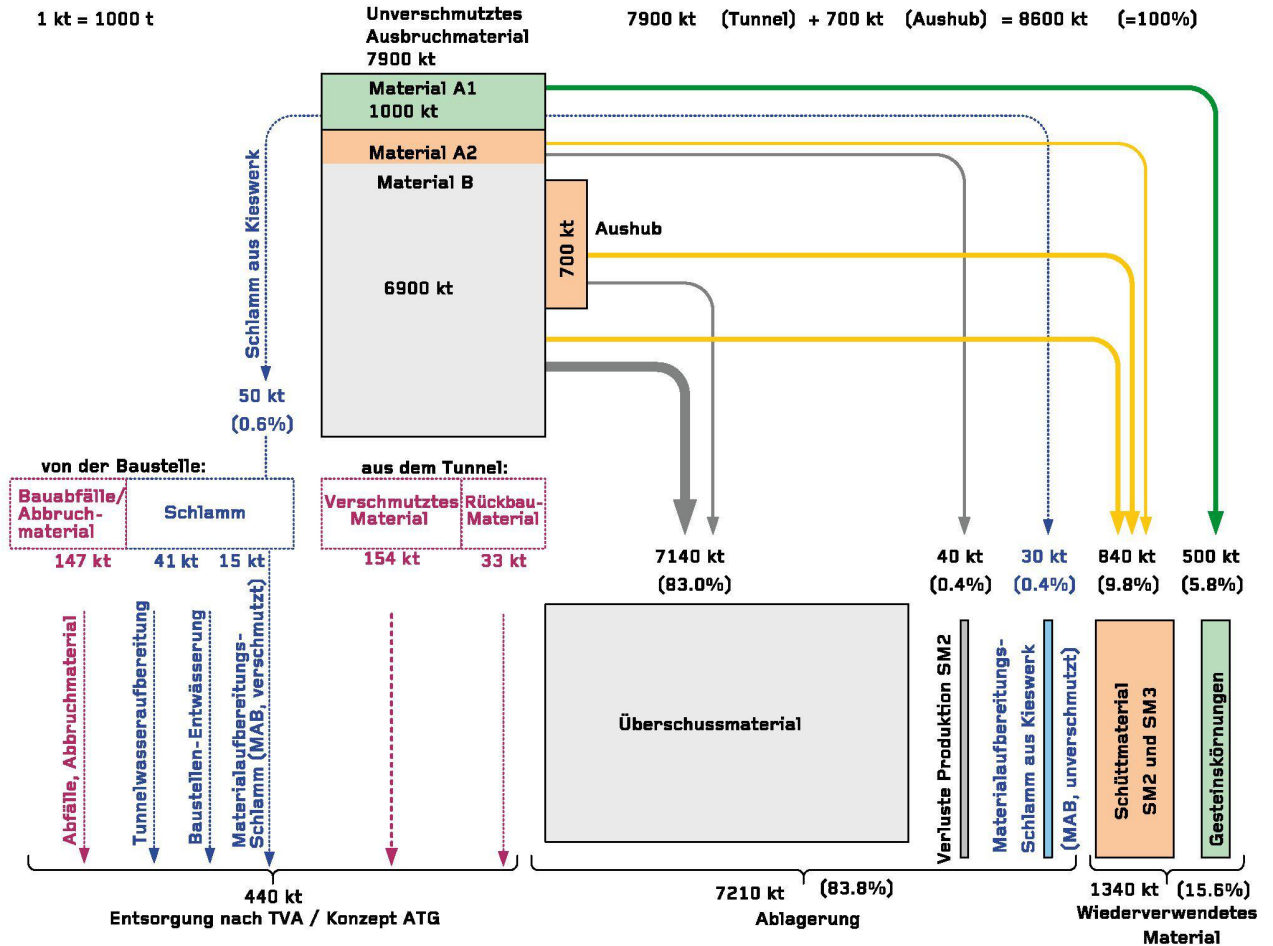 1 kt = 1000 t
Unverschmutztes
Ausbruchmaterial
7900 kt
7900 kt (Tunnel) + 700 kt (Aushub) = 8600 kt (=100%)
Material A1
1000 kt
Material A2
Material B
6900 kt
700 kt
Aushub
Schlamm aus Kieswerk
50 kt
(0.6%)
von der Baustelle:
Bauabfälle/
Abbruch-
material
Schlamm
147 kt
41 kt
15 kt
aus dem Tunnel:
Verschmutztes
Material
Rückbau-
Material
154 kt
33 kt
7140 kt
(83.0%)
40 kt
(0.4%)
30 kt
(0.4%)
840 kt
(9.8%)
500 kt
(5.8%)
Abfälle, Abbruchmaterial
Tunnelwasseraufbereitung
Baustellen-Entwässerung
Materialaufbereitungs-
Schlamm (MAB, verschmutzt)
Überschussmaterial
Verluste Produktion SM2
Materialaufbereitungs-
Schlamm aus Kieswerk
(MAB, unverschmutzt)
Schüttmaterial
SM2 und SM3
Gesteinskörnungen
440 kt
Entsorgung nach TVA / Konzept ATG
7210 kt (83.8%)
Ablagerung
1340 kt (15.6%)
Wiederverwendetes
Material